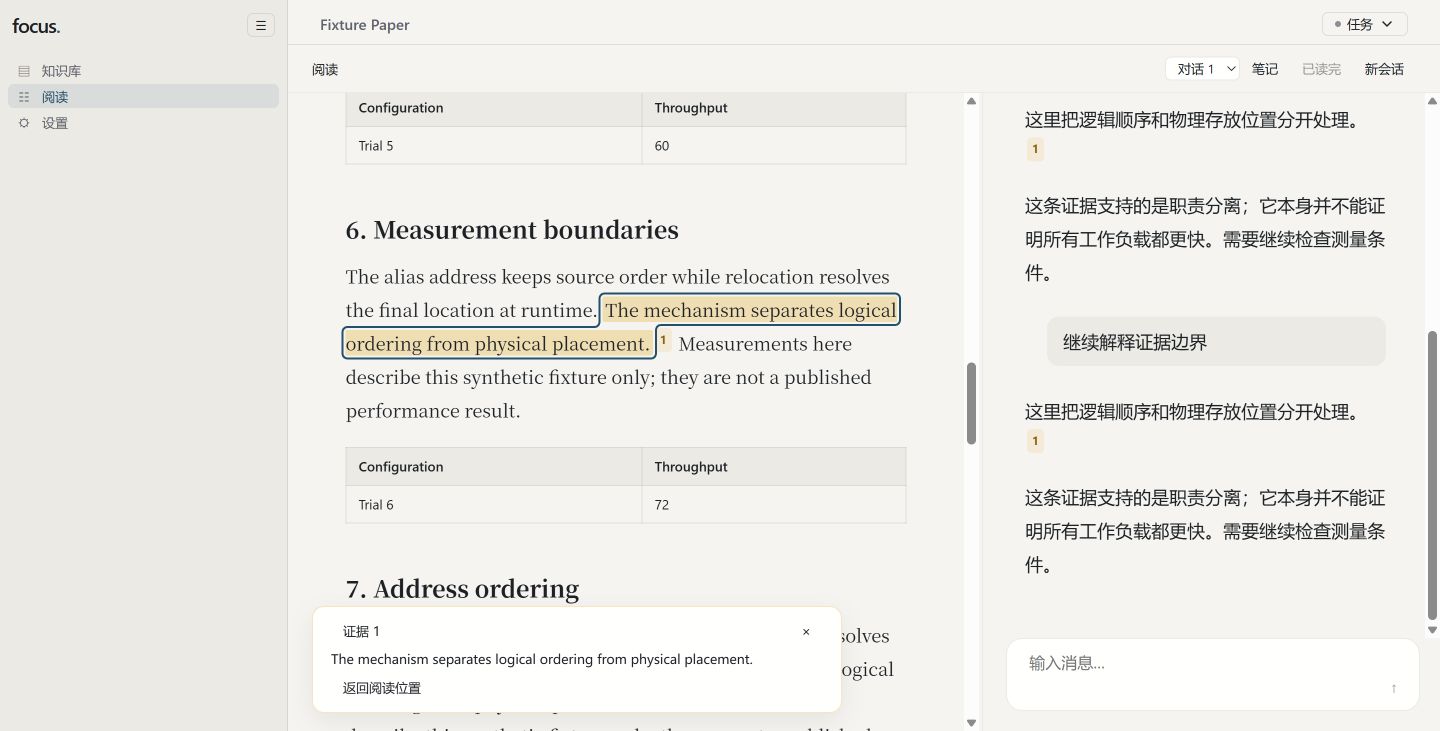 focus.
知识库
阅读
设置
Fixture Paper
任务
阅读
对话 1
笔记
已读完
新会话
Configuration Throughput
Trial 5 60
6. Measurement boundaries
The alias address keeps source order while relocation resolves
the final location at runtime. The mechanism separates logical
ordering from physical placement. 1 Measurements here
describe this synthetic fixture only; they are not a published
performance result.
Configuration Throughput
Trial 6 72
7. Address ordering
solves
ogical
证据 1 ×
The mechanism separates logical ordering from physical placement.
返回阅读位置
这里把逻辑顺序和物理存放位置分开处理。
1
这条证据支持的是职责分离；它本身并不能证
明所有工作负载都更快。需要继续检查测量条
件。
继续解释证据边界
这里把逻辑顺序和物理存放位置分开处理。
1
这条证据支持的是职责分离；它本身并不能证
明所有工作负载都更快。需要继续检查测量条
件。
输入消息...
↑